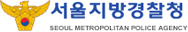 서울지방경찰청
SEOUL METROPOLITAN POLICE AGENCY